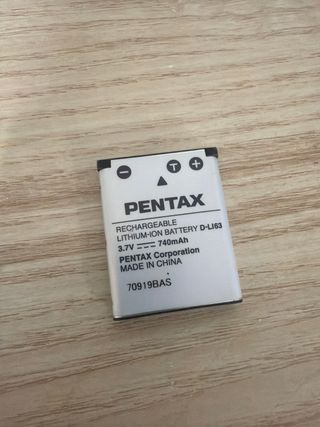 − T +
PENTAX
RECHARGEABLE
LITHIUM-ION BATTERY D-LI63
3.7V ⎓ 740mAh
PENTAX Corporation
MADE IN CHINA
70919BAS